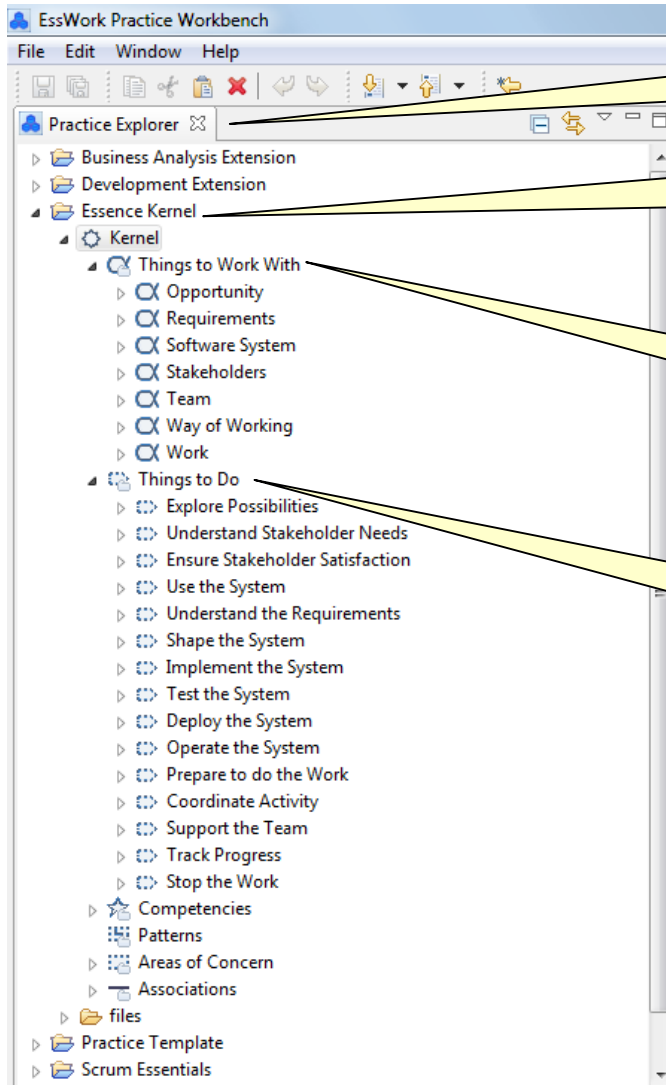 EssWork Practice Workbench
File Edit Window Help
Practice Explorer
Business Analysis Extension
Development Extension
Essence Kernel
Kernel
Things to Work With
Opportunity
Requirements
Software System
Stakeholders
Team
Way of Working
Work
Things to Do
Explore Possibilities
Understand Stakeholder Needs
Ensure Stakeholder Satisfaction
Use the System
Understand the Requirements
Shape the System
Implement the System
Test the System
Deploy the System
Operate the System
Prepare to do the Work
Coordinate Activity
Support the Team
Track Progress
Stop the Work
Competencies
Patterns
Areas of Concern
Associations
files
Practice Template
Scrum Essentials